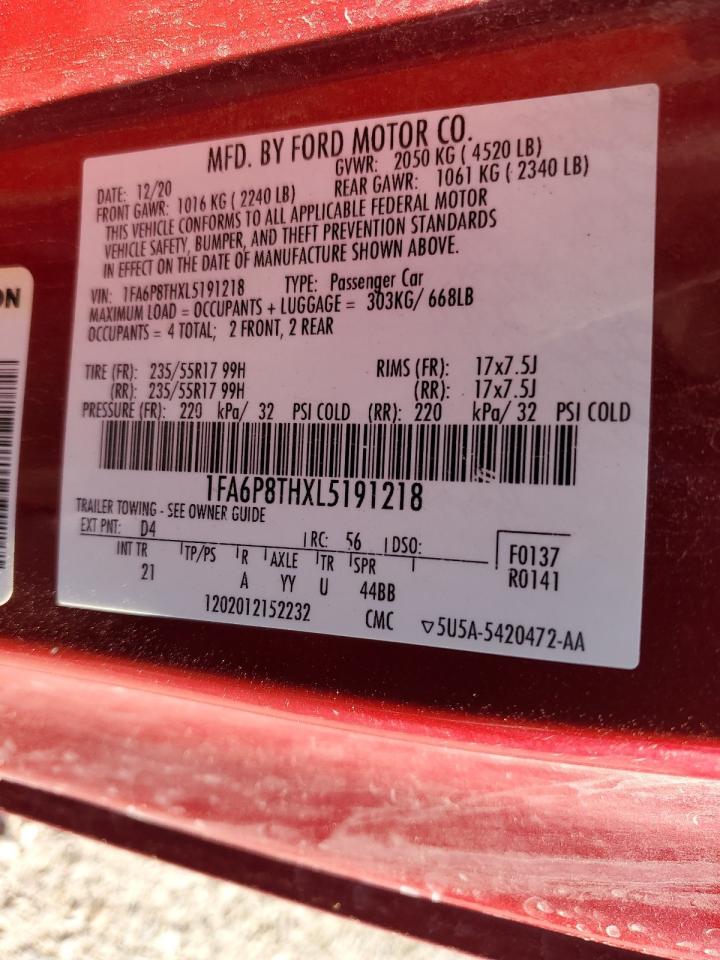 MFD. BY FORD MOTOR CO.
DATE: 12/20 GVWR: 2050 KG ( 4520 LB)
FRONT GAWR: 1016 KG ( 2240 LB) REAR GAWR: 1061 KG ( 2340 LB)
THIS VEHICLE CONFORMS TO ALL APPLICABLE FEDERAL MOTOR
VEHICLE SAFETY, BUMPER, AND THEFT PREVENTION STANDARDS
IN EFFECT ON THE DATE OF MANUFACTURE SHOWN ABOVE.
VIN: 1FA6P8THXL5191218 TYPE: Passenger Car
MAXIMUM LOAD = OCCUPANTS + LUGGAGE = 303KG/ 668LB
OCCUPANTS = 4 TOTAL; 2 FRONT, 2 REAR
TIRE (FR): 235/55R17 99H RIMS (FR): 17x7.5J
(RR): 235/55R17 99H (RR): 17x7.5J
PRESSURE (FR): 220 kPa/ 32 PSI COLD (RR): 220 kPa/ 32 PSI COLD
1FA6P8THXL5191218
TRAILER TOWING - SEE OWNER GUIDE
EXT PNT: D4 RC: 56 DSO:
F0137
INT TR TP/PS R AXLE TR SPR
R0141
21 A YY U 44BB
1202012152232 CMC ▽5U5A-5420472-AA
ON